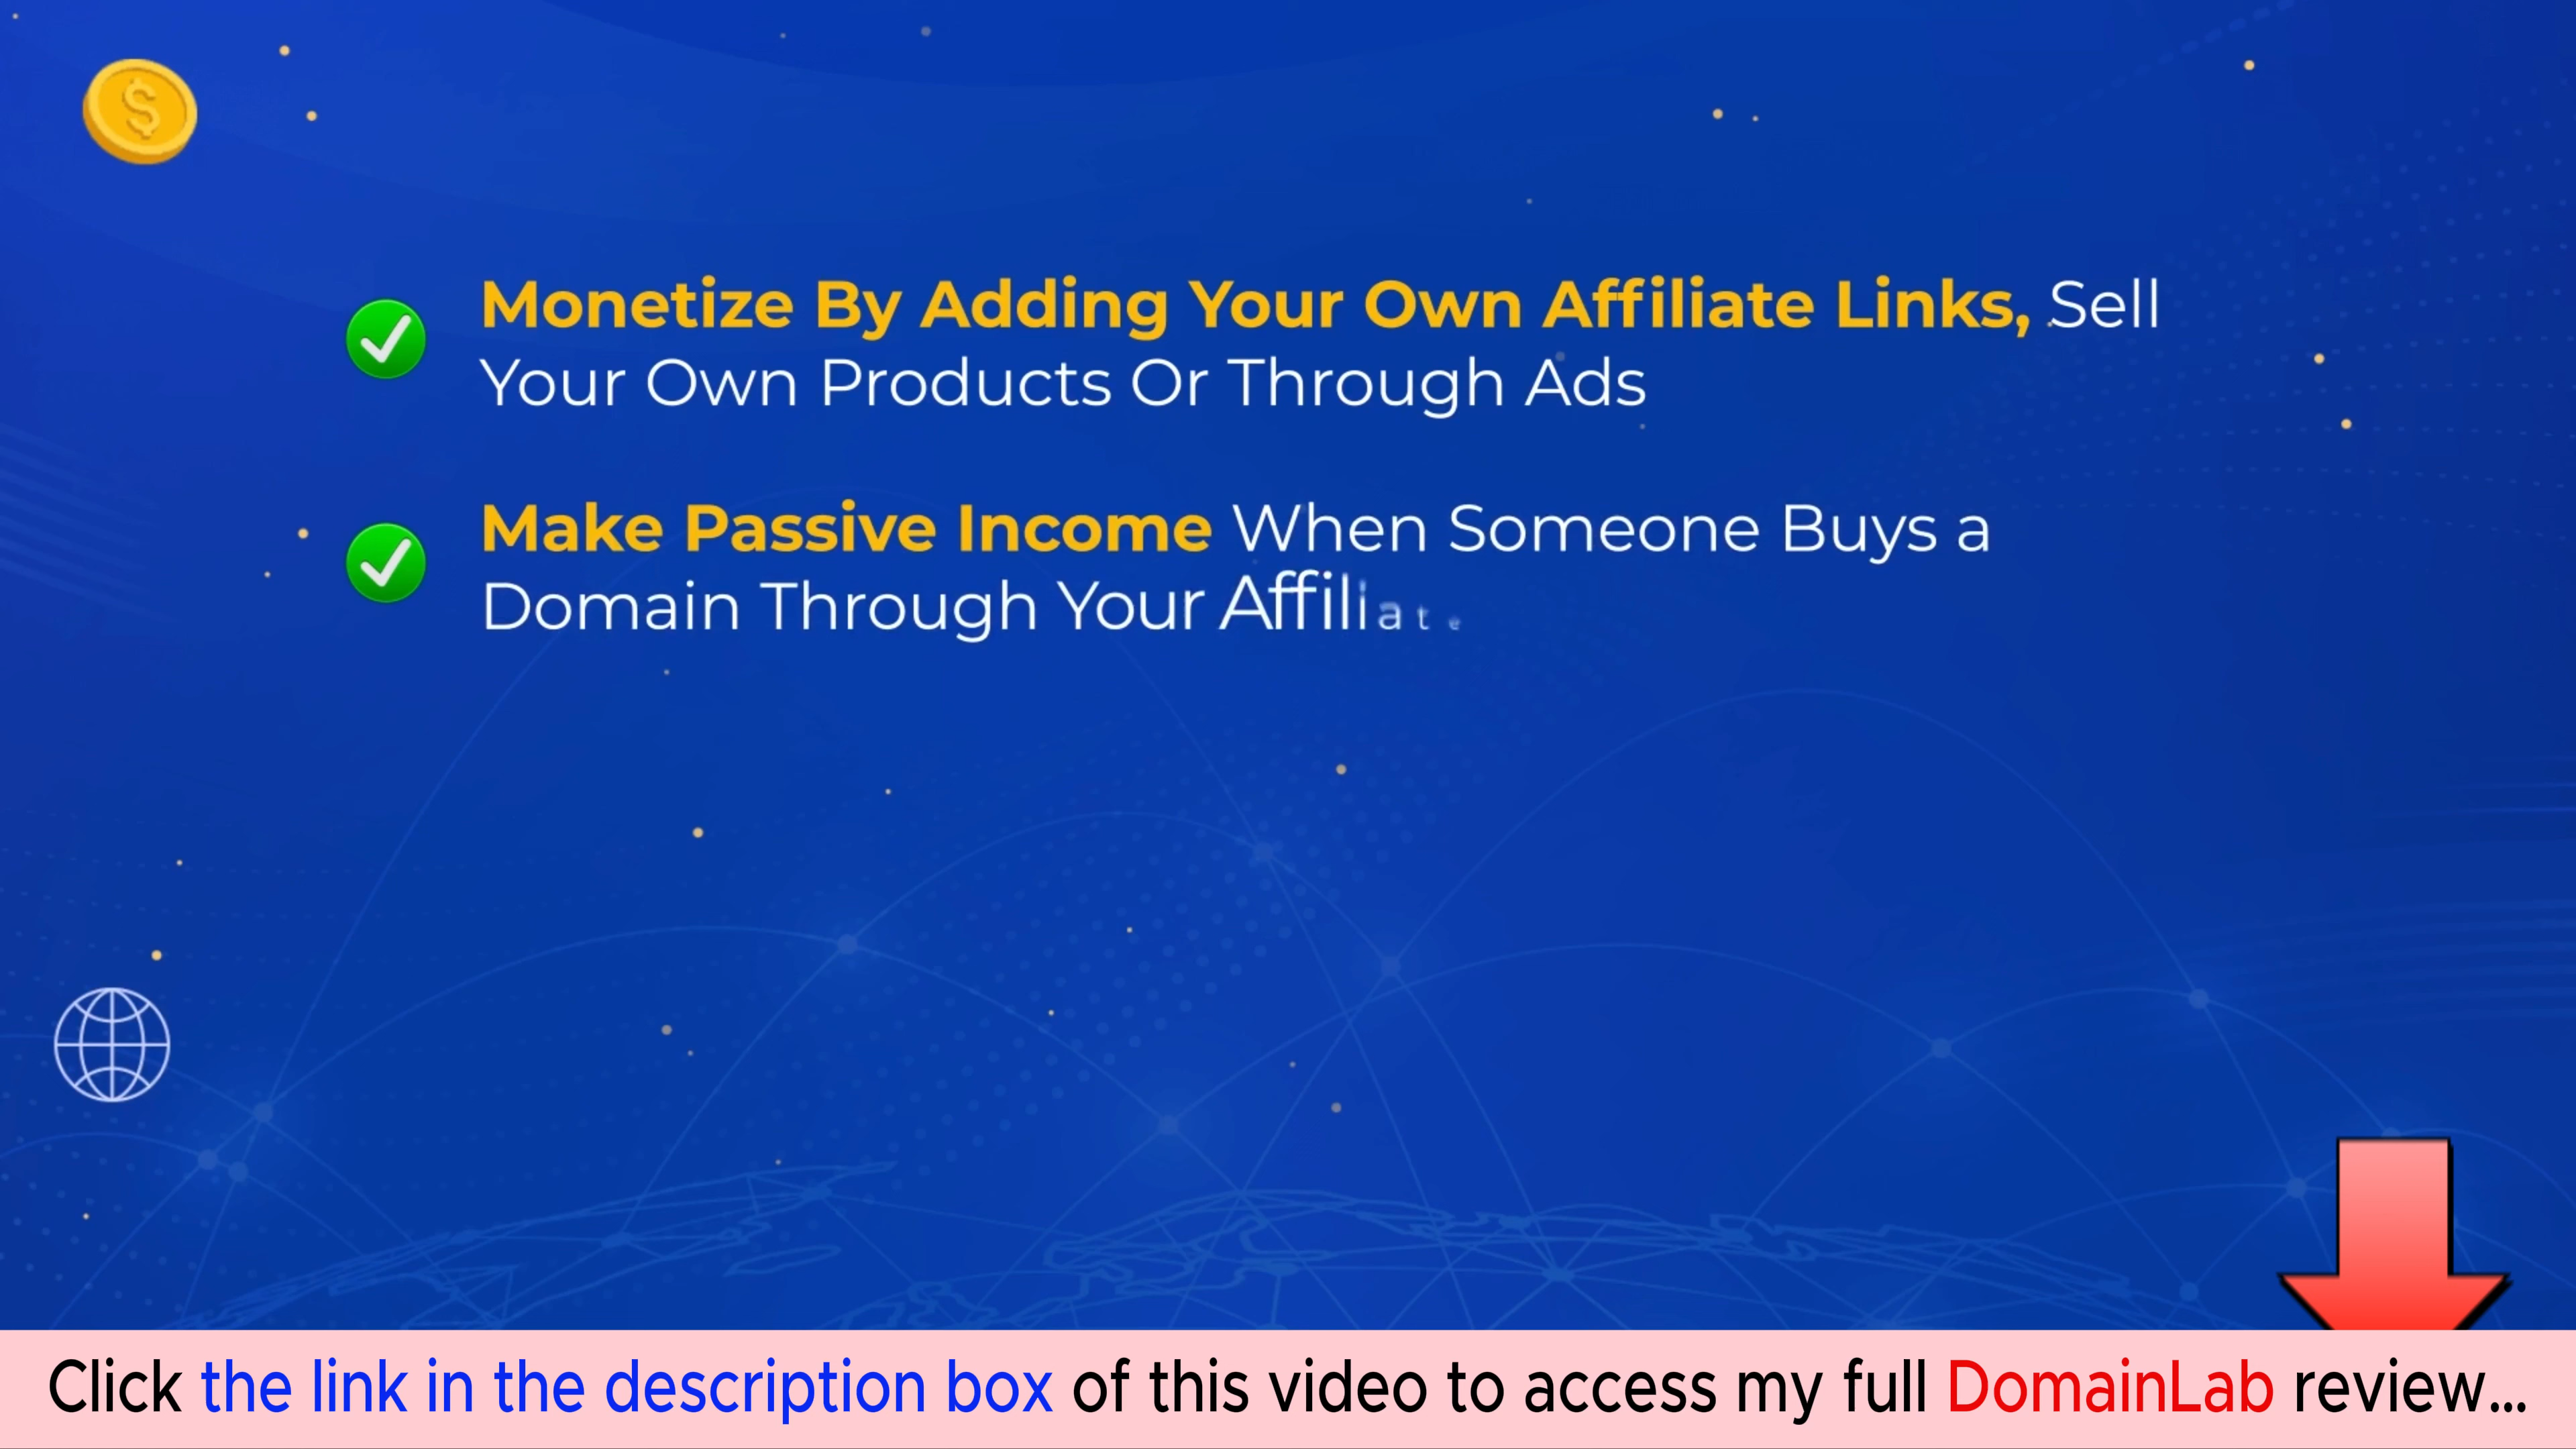 $
Monetize By Adding Your Own Affiliate Links, Sell
Your Own Products Or Through Ads
Make Passive Income When Someone Buys a
Domain Through Your Affiliate
Click the link in the description box of this video to access my full DomainLab review...